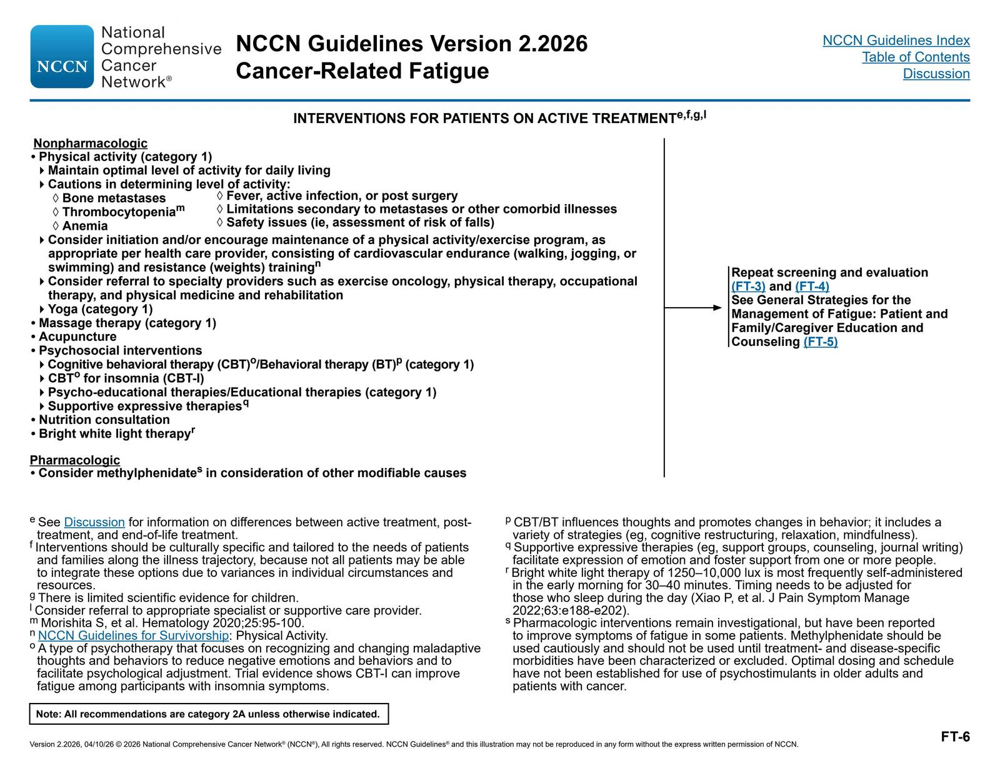 NCCN
National
Comprehensive
Cancer
Network®
NCCN Guidelines Version 2.2026
Cancer-Related Fatigue
NCCN Guidelines Index
Table of Contents
Discussion
INTERVENTIONS FOR PATIENTS ON ACTIVE TREATMENTe,f,g,l
Nonpharmacologic
• Physical activity (category 1)
Maintain optimal level of activity for daily living
Cautions in determining level of activity:
◊ Bone metastases
◊ Thrombocytopeniam
◊ Anemia
◊ Fever, active infection, or post surgery
◊ Limitations secondary to metastases or other comorbid illnesses
◊ Safety issues (ie, assessment of risk of falls)
Consider initiation and/or encourage maintenance of a physical activity/exercise program, as
appropriate per health care provider, consisting of cardiovascular endurance (walking, jogging, or
swimming) and resistance (weights) trainingn
Consider referral to specialty providers such as exercise oncology, physical therapy, occupational
therapy, and physical medicine and rehabilitation
Yoga (category 1)
• Massage therapy (category 1)
• Acupuncture
• Psychosocial interventions
Cognitive behavioral therapy (CBT)o/Behavioral therapy (BT)p (category 1)
CBTo for insomnia (CBT-I)
Psycho-educational therapies/Educational therapies (category 1)
Supportive expressive therapiesq
• Nutrition consultation
• Bright white light therapyr
Pharmacologic
• Consider methylphenidates in consideration of other modifiable causes
Repeat screening and evaluation
(FT-3) and (FT-4)
See General Strategies for the
Management of Fatigue: Patient and
Family/Caregiver Education and
Counseling (FT-5)
e See Discussion for information on differences between active treatment, post-
treatment, and end-of-life treatment.
f Interventions should be culturally specific and tailored to the needs of patients
and families along the illness trajectory, because not all patients may be able
to integrate these options due to variances in individual circumstances and
resources.
g There is limited scientific evidence for children.
l Consider referral to appropriate specialist or supportive care provider.
m Morishita S, et al. Hematology 2020;25:95-100.
n NCCN Guidelines for Survivorship: Physical Activity.
o A type of psychotherapy that focuses on recognizing and changing maladaptive
thoughts and behaviors to reduce negative emotions and behaviors and to
facilitate psychological adjustment. Trial evidence shows CBT-I can improve
fatigue among participants with insomnia symptoms.
p CBT/BT influences thoughts and promotes changes in behavior; it includes a
variety of strategies (eg, cognitive restructuring, relaxation, mindfulness).
q Supportive expressive therapies (eg, support groups, counseling, journal writing)
facilitate expression of emotion and foster support from one or more people.
r Bright white light therapy of 1250–10,000 lux is most frequently self-administered
in the early morning for 30–40 minutes. Timing needs to be adjusted for
those who sleep during the day (Xiao P, et al. J Pain Symptom Manage
2022;63:e188-e202).
s Pharmacologic interventions remain investigational, but have been reported
to improve symptoms of fatigue in some patients. Methylphenidate should be
used cautiously and should not be used until treatment- and disease-specific
morbidities have been characterized or excluded. Optimal dosing and schedule
have not been established for use of psychostimulants in older adults and
patients with cancer.
Note: All recommendations are category 2A unless otherwise indicated.
FT-6
Version 2.2026, 04/10/26 © 2026 National Comprehensive Cancer Network® (NCCN®), All rights reserved. NCCN Guidelines® and this illustration may not be reproduced in any form without the express written permission of NCCN.